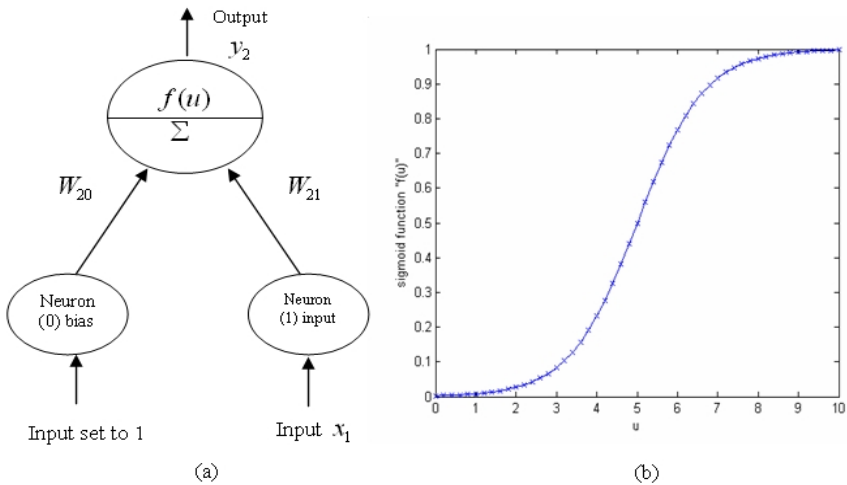 Output
y₂
f(u)
Σ
W₂₀
W₂₁
Neuron
(0) bias
Neuron
(1) input
Input set to 1
Input x₁
(a)
sigmoid function "f(u)"
1
0.9
0.8
0.7
0.6
0.5
0.4
0.3
0.2
0.1
0
0 1 2 3 4 5 6 7 8 9 10
u
(b)